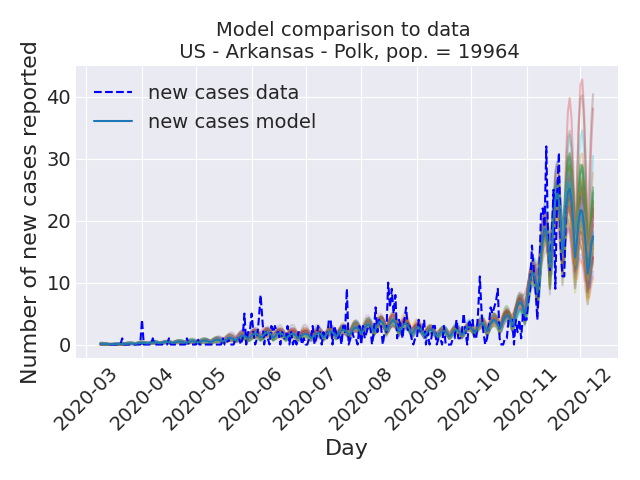 Model comparison to data
US - Arkansas - Polk, pop. = 19964
Number of new cases reported
40
30
20
10
0
new cases data
new cases model
2020-03
2020-04
2020-05
2020-06
2020-07
2020-08
2020-09
2020-10
2020-11
2020-12
Day